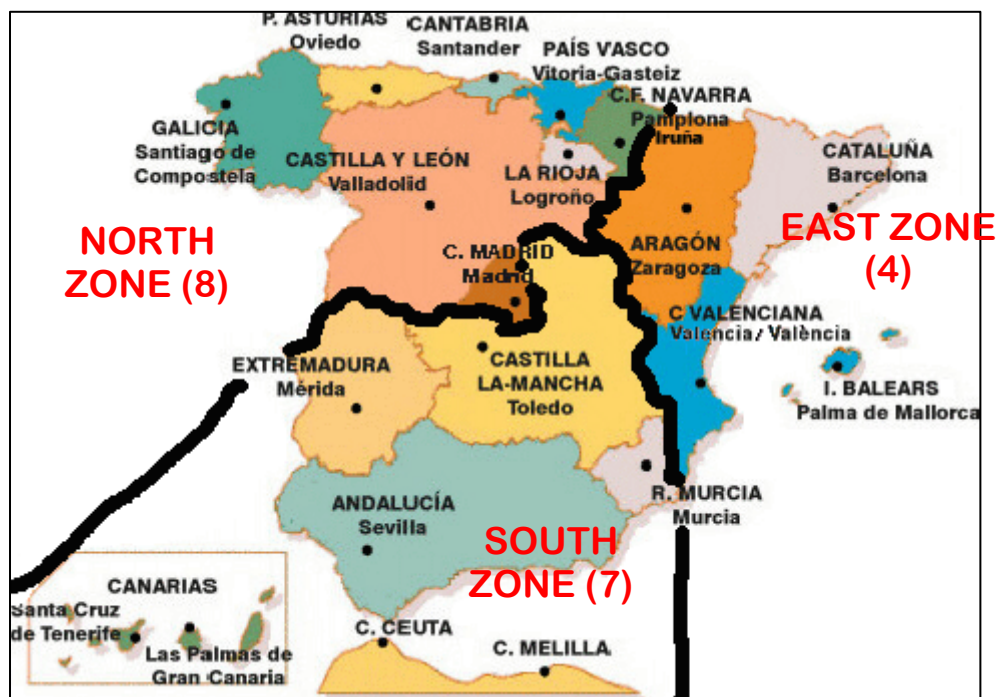 P. ASTURIAS
Oviedo
CANTABRIA
Santander
PAÍS VASCO
Vitoria-Gasteiz
C.F. NAVARRA
Pamplona
Iruña
GALICIA
Santiago de
Compostela
CASTILLA Y LEÓN
Valladolid
LA RIOJA
Logroño
CATALUÑA
Barcelona
NORTH
ZONE (8)
EAST ZONE
(4)
C. MADRID
Madrid
ARAGÓN
Zaragoza
C VALENCIANA
Valencia/València
EXTREMADURA
Mérida
CASTILLA
LA-MANCHA
Toledo
I. BALEARS
Palma de Mallorca
ANDALUCÍA
Sevilla
R. MURCIA
Murcia
SOUTH
ZONE (7)
CANARIAS
Santa Cruz
de Tenerife
Las Palmas de
Gran Canaria
C. CEUTA
C. MELILLA